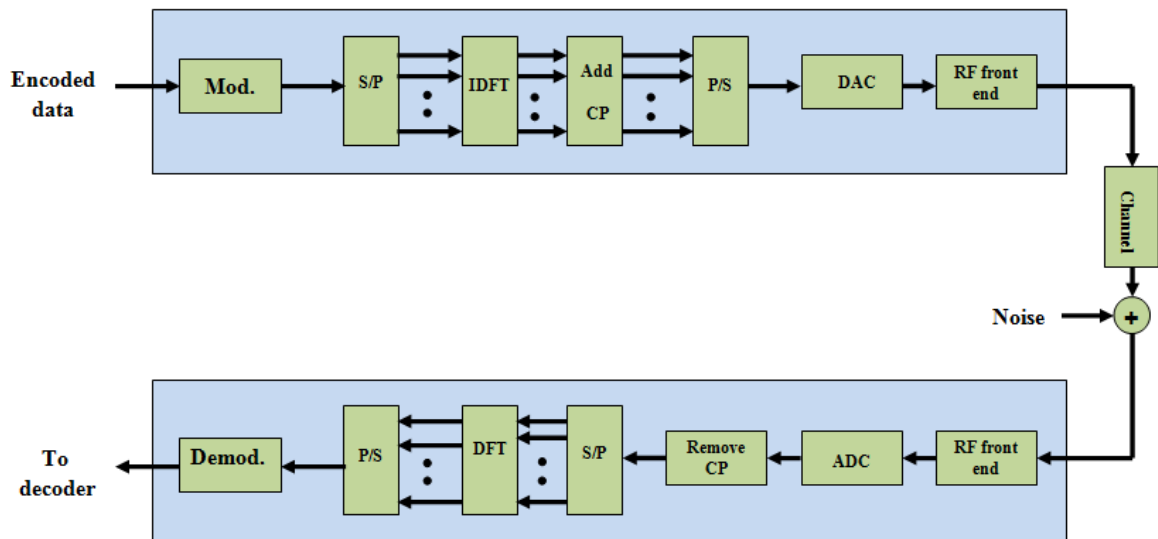 Encoded
data
Mod.
S/P
IDFT
Add
CP
P/S
DAC
RF front
end
Channel
Noise
+
To
decoder
Demod.
P/S
DFT
S/P
Remove
CP
ADC
RF front
end